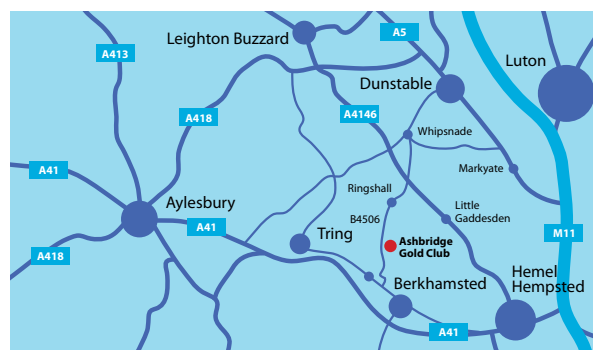 Leighton Buzzard
A5
A413
Luton
Dunstable
A418
A4146
Whipsnade
A41
Markyate
Ringshall
Aylesbury
Little
Gaddesden
B4506
A41
Tring
M11
Ashbridge
Gold Club
A418
Hemel
Hempsted
Berkhamsted
A41